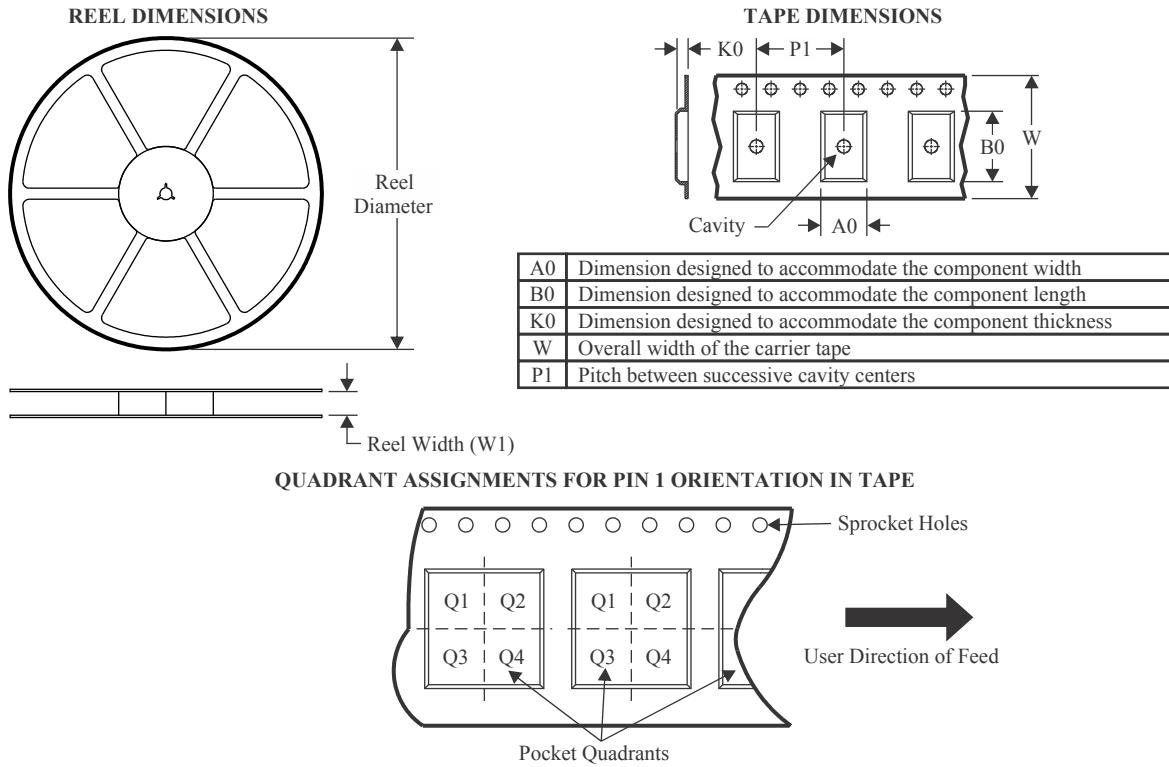 REEL DIMENSIONS
Reel
Diameter
Reel Width (W1)
TAPE DIMENSIONS
K0
P1
B0
W
Cavity
A0
A0 Dimension designed to accommodate the component width
B0 Dimension designed to accommodate the component length
K0 Dimension designed to accommodate the component thickness
W Overall width of the carrier tape
P1 Pitch between successive cavity centers
QUADRANT ASSIGNMENTS FOR PIN 1 ORIENTATION IN TAPE
Sprocket Holes
Q1 Q2 Q1 Q2
Q3 Q4 Q3 Q4
User Direction of Feed
Pocket Quadrants